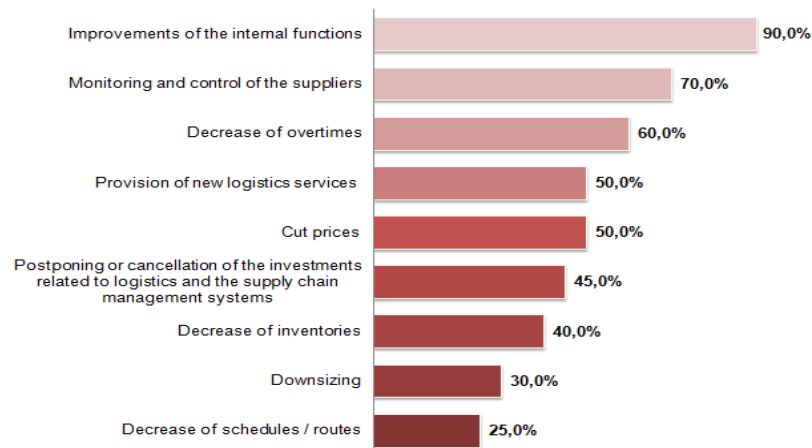 Improvements of the internal functions 90,0%
Monitoring and control of the suppliers 70,0%
Decrease of overtimes 60,0%
Provision of new logistics services 50,0%
Cut prices 50,0%
Postponing or cancellation of the investments
related to logistics and the supply chain
management systems 45,0%
Decrease of inventories 40,0%
Downsizing 30,0%
Decrease of schedules / routes 25,0%